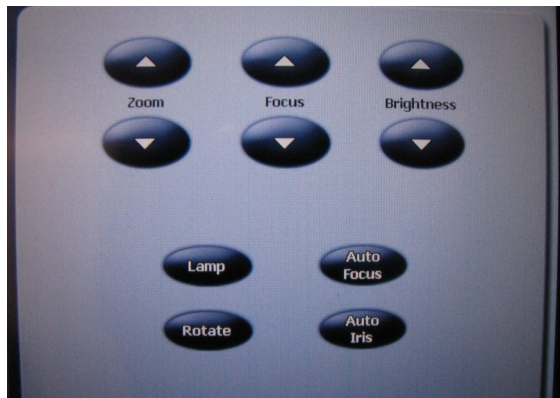 Zoom Focus Brightness
Lamp
Auto
Focus
Rotate
Auto
Iris